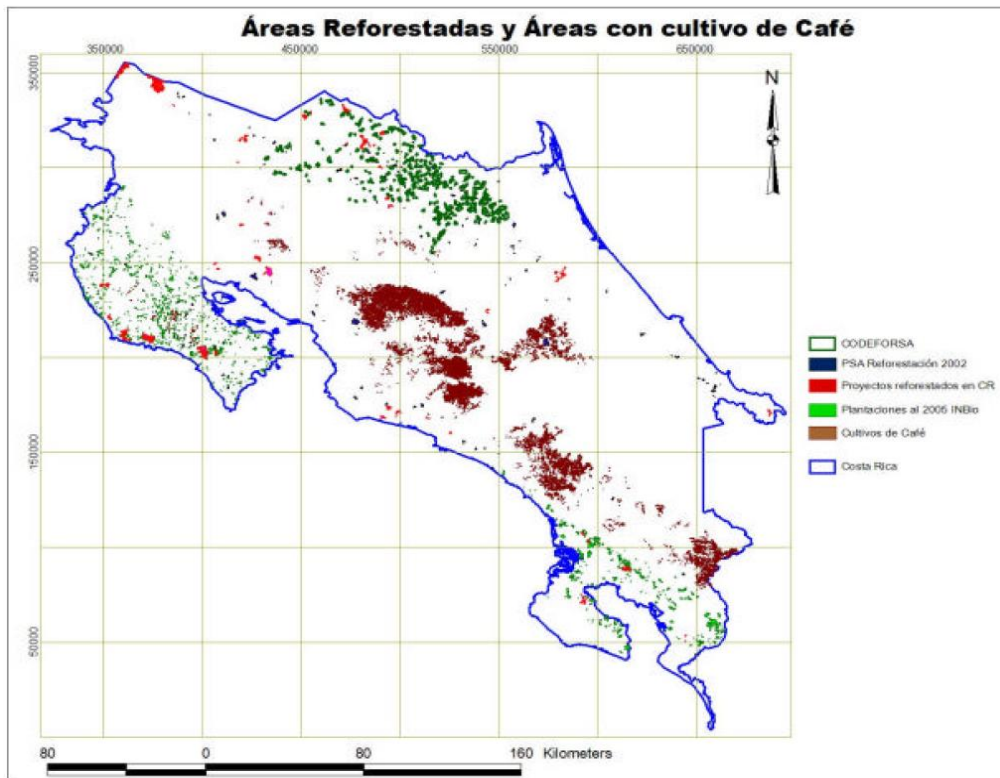 Áreas Reforestadas y Áreas con cultivo de Café
350000 450000 550000 650000
350000
250000
150000
50000
N
CODEFORSA
PSA Reforestación 2002
Proyectos reforestados en CR
Plantaciones al 2005 INBio
Cultivos de Café
Costa Rica
80 0 80 160 Kilometers